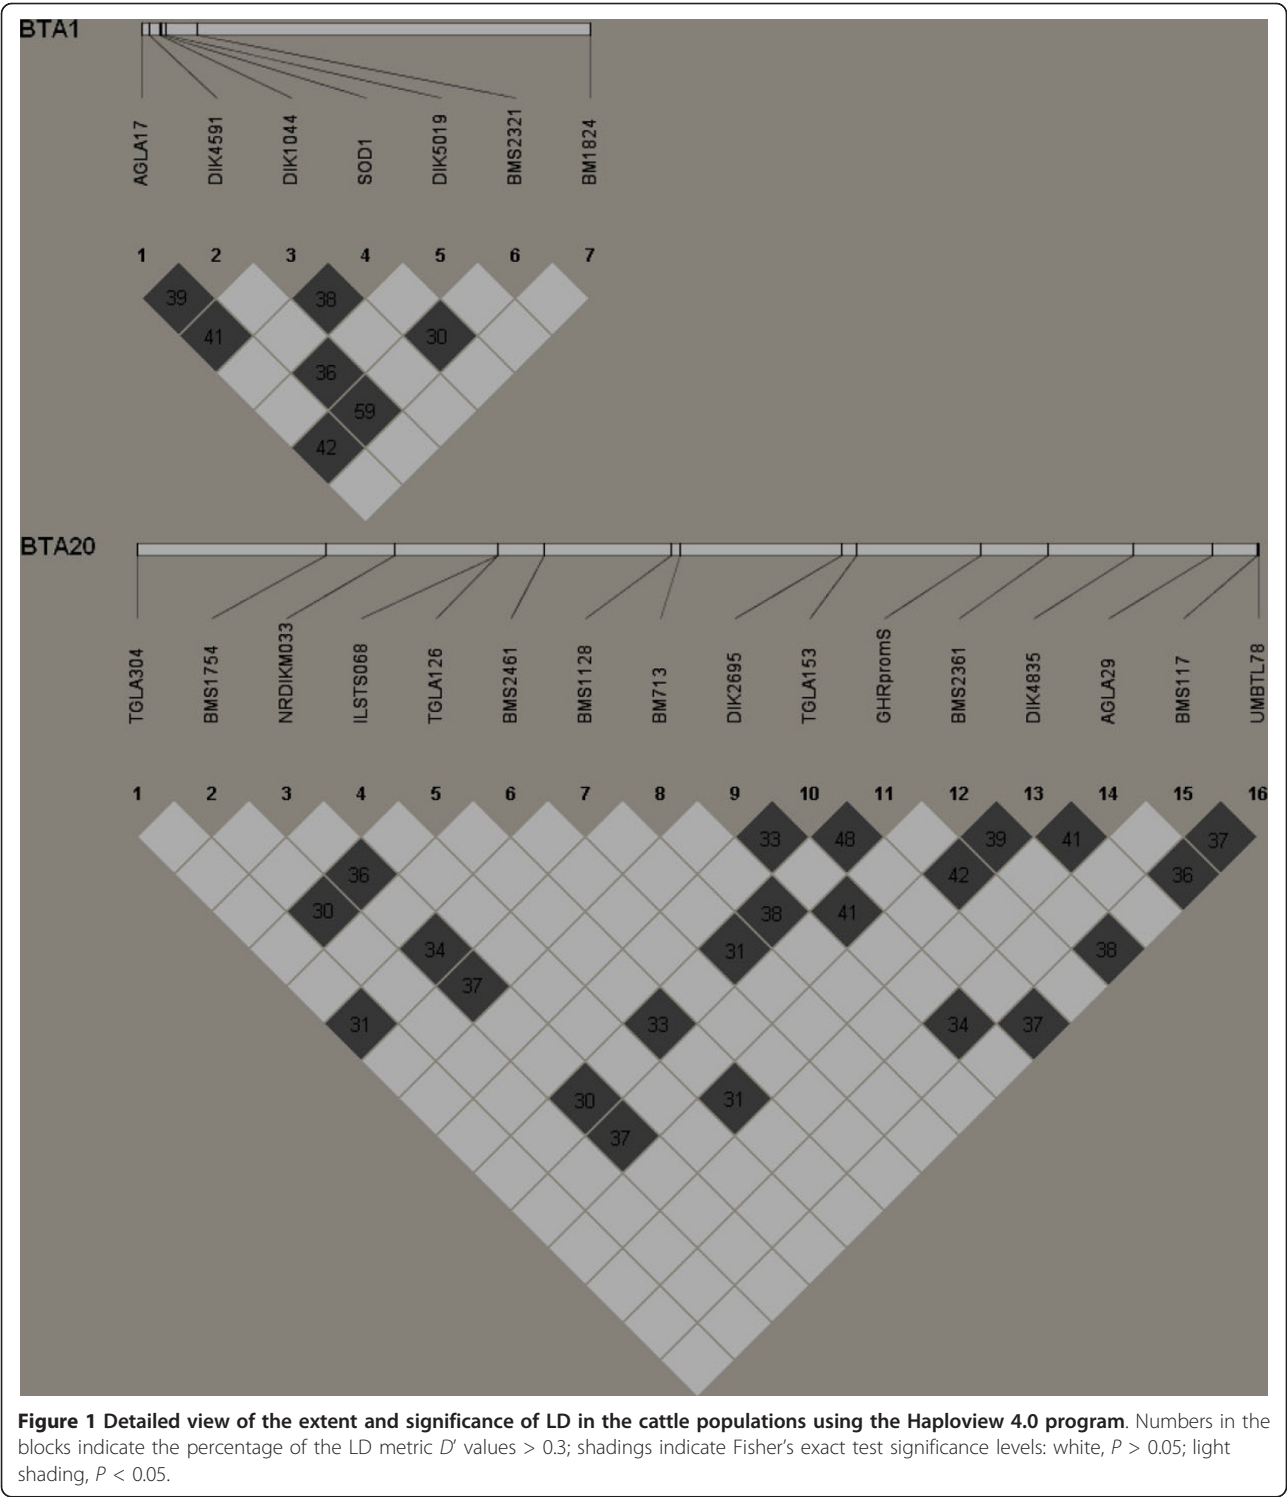 BTA1
AGLA17 DIK4591 DIK1044 SOD1 DIK5019 BMS2321 BM1824
1 2 3 4 5 6 7
39 38
41 30
36
59
42
BTA20
TGLA304 BMS1754 NRDIKM033 ILSTS068 TGLA126 BMS2461 BMS1128 BM713 DIK2695 TGLA153 GHRpromS BMS2361 DIK4835 AGLA29 BMS117 UMBTL78
1 2 3 4 5 6 7 8 9 10 11 12 13 14 15 16
33 48 39 41 37
36 42 36
30 38 41
34 31 38
37
31 33 34 37
30 31
37
Figure 1 Detailed view of the extent and significance of LD in the cattle populations using the Haploview 4.0 program. Numbers in the
blocks indicate the percentage of the LD metric D′ values > 0.3; shadings indicate Fisher's exact test significance levels: white, P > 0.05; light
shading, P < 0.05.